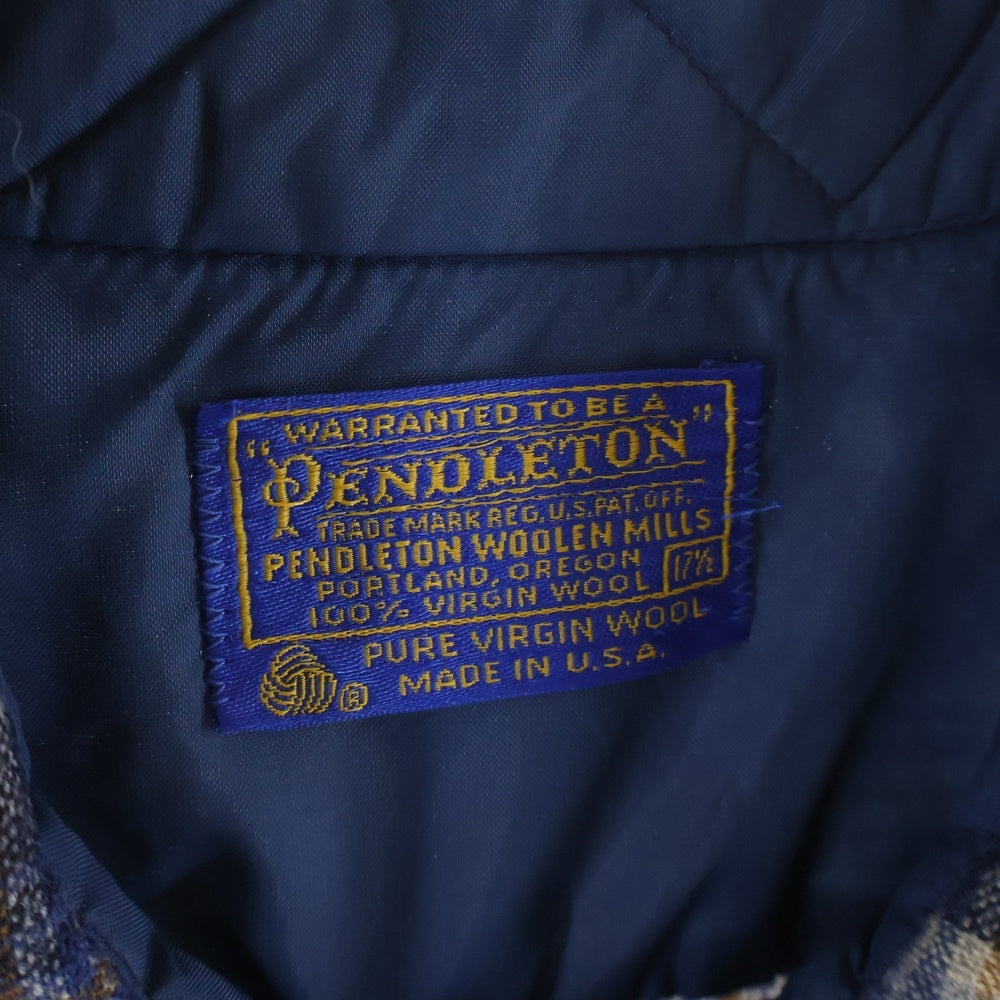 WARRANTED TO BE A
"PENDLETON"
TRADE MARK REG. U.S. PAT. OFF.
PENDLETON WOOLEN MILLS
PORTLAND, OREGON
100% VIRGIN WOOL 17½
PURE VIRGIN WOOL
® MADE IN U.S.A.